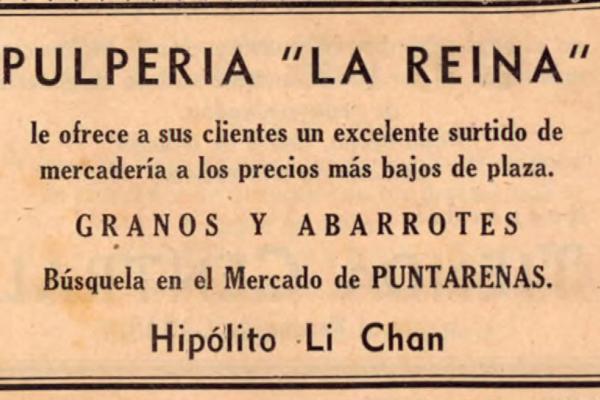 PULPERIA "LA REINA"
le ofrece a sus clientes un excelente surtido de
mercadería a los precios más bajos de plaza.
GRANOS Y ABARROTES
Búsquela en el Mercado de PUNTARENAS.
Hipólito Li Chan